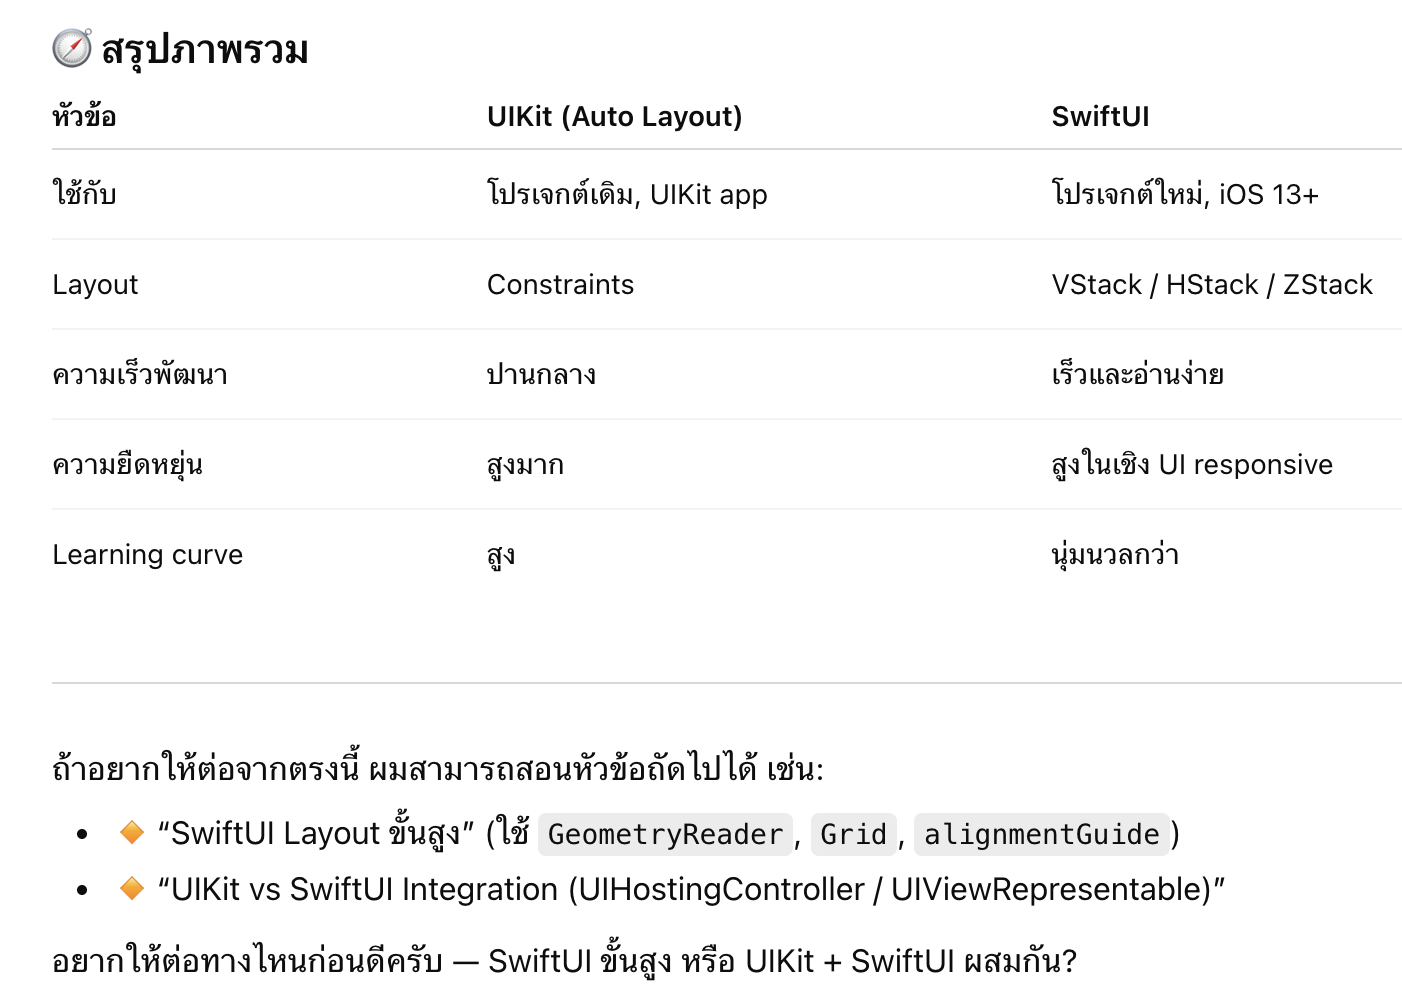 🧭 สรุปภาพรวม
หัวข้อ UIKit (Auto Layout) SwiftUI
ใช้กับ โปรเจกต์เดิม, UIKit app โปรเจกต์ใหม่, iOS 13+
Layout Constraints VStack / HStack / ZStack
ความเร็วพัฒนา ปานกลาง เร็วและอ่านง่าย
ความยืดหยุ่น สูงมาก สูงในเชิง UI responsive
Learning curve สูง นุ่มนวลกว่า
ถ้าอยากให้ต่อจากตรงนี้ ผมสามารถสอนหัวข้อถัดไปได้ เช่น:
• 🔸 “SwiftUI Layout ขั้นสูง” (ใช้ GeometryReader, Grid, alignmentGuide)
• 🔸 “UIKit vs SwiftUI Integration (UIHostingController / UIViewRepresentable)”
อยากให้ต่อทางไหนก่อนดีครับ — SwiftUI ขั้นสูง หรือ UIKit + SwiftUI ผสมกัน?